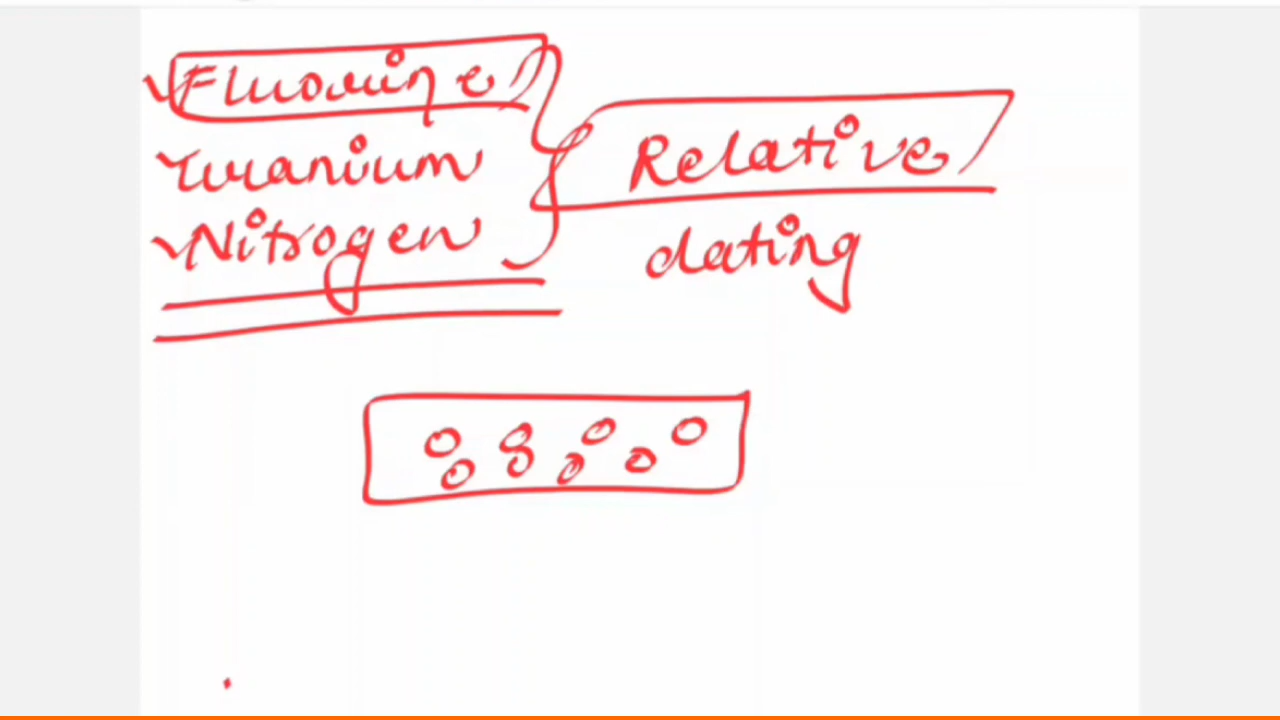 Fluorine
Uranium
Nitrogen
Relative
dating